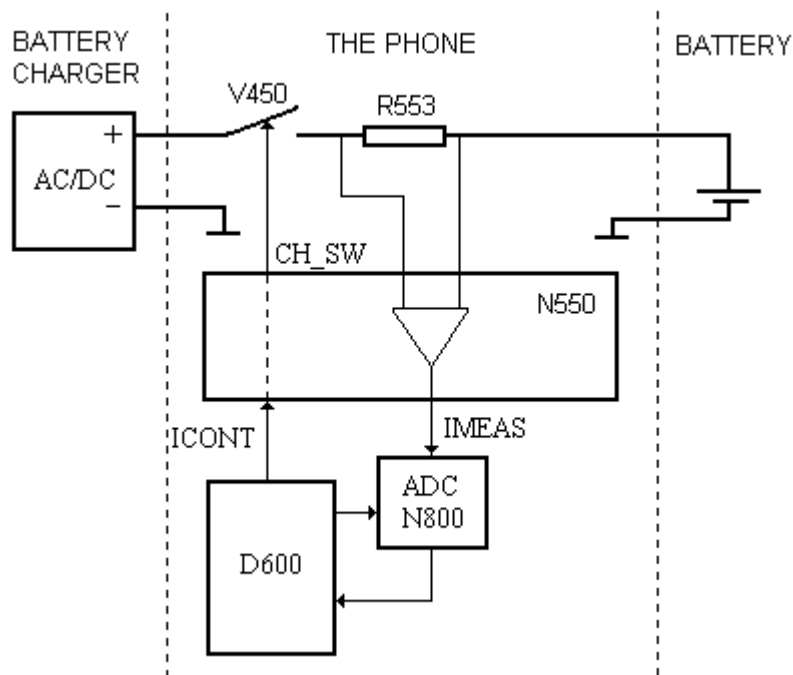 BATTERY
CHARGER
THE PHONE
BATTERY
V450
R553
+
AC/DC
−
CH_SW
N550
ICONT
IMEAS
ADC
N800
D600